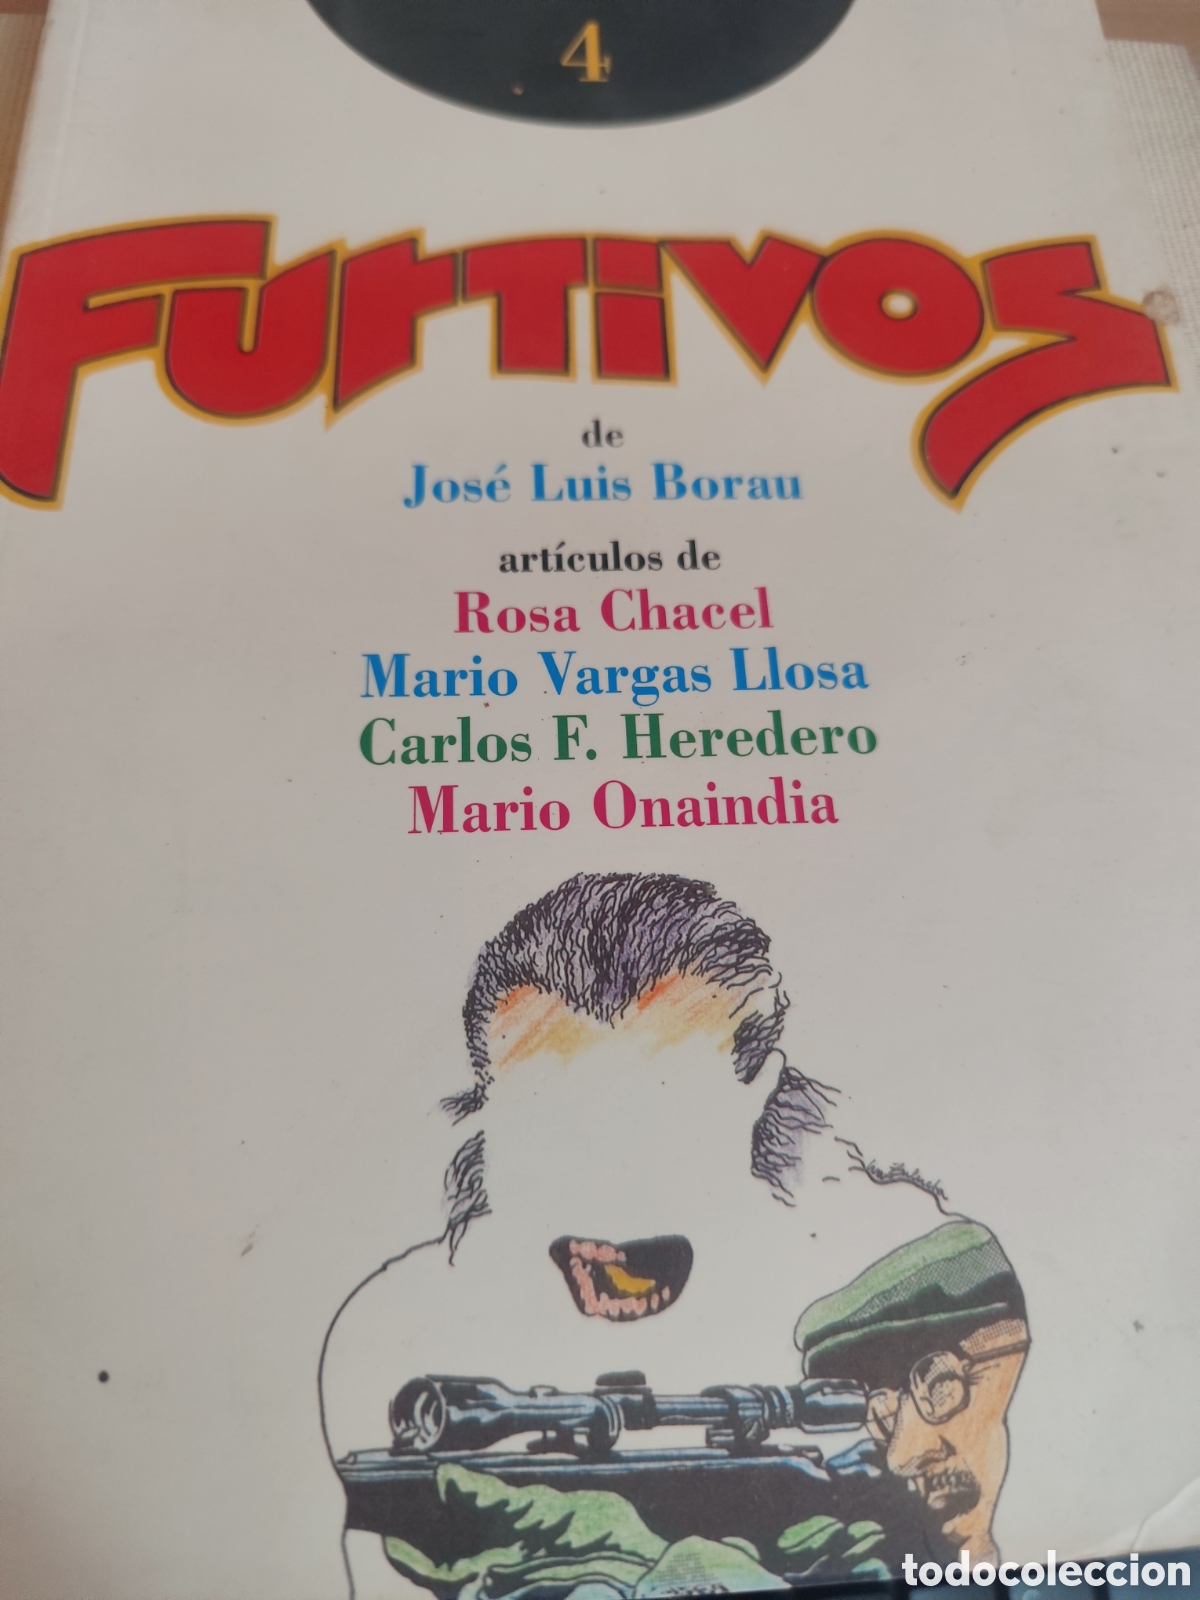 4
FURTIVOS
de
José Luis Borau
artículos de
Rosa Chacel
Mario Vargas Llosa
Carlos F. Heredero
Mario Onaindia
todocoleccion